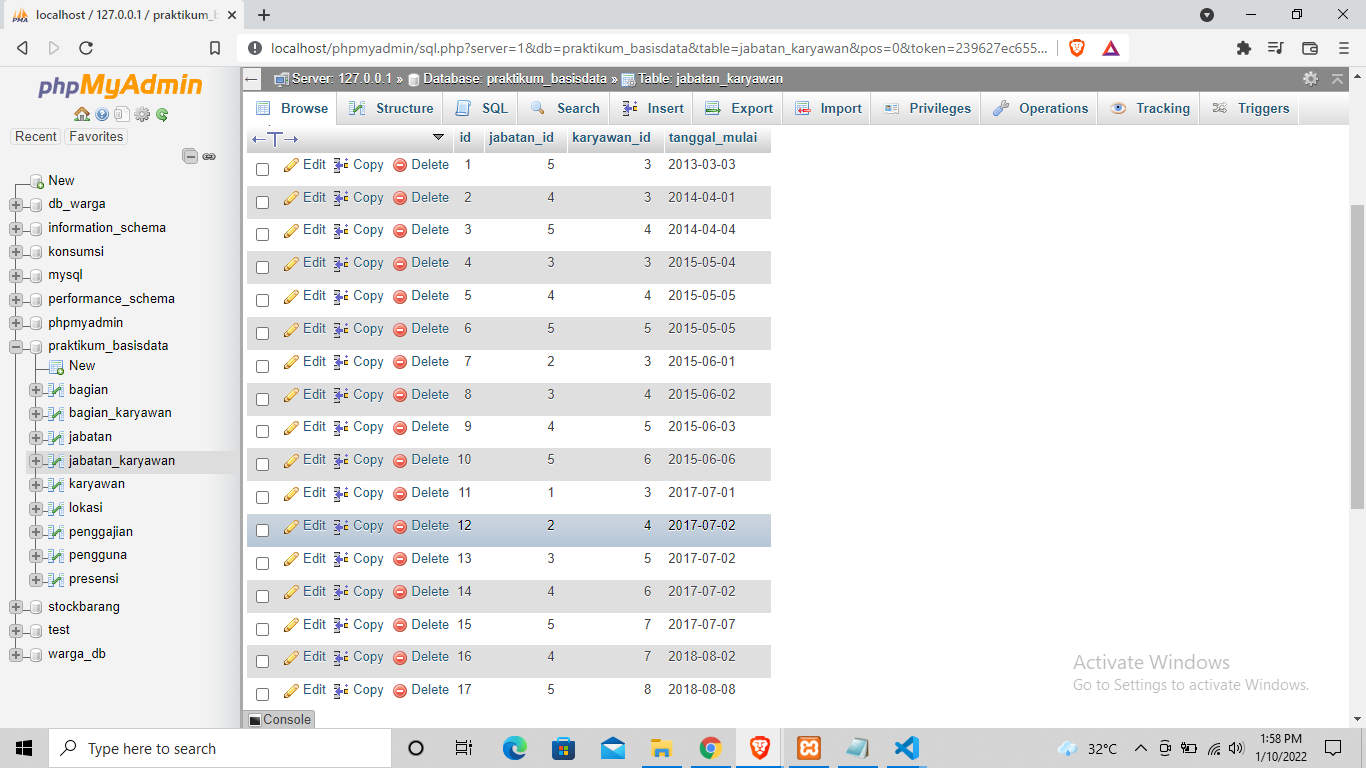 localhost / 127.0.0.1 / praktikum_b
localhost/phpmyadmin/sql.php?server=1&db=praktikum_basisdata&table=jabatan_karyawan&pos=0&token=239627ec655...
phpMyAdmin
Recent Favorites
New
db_warga
information_schema
konsumsi
mysql
performance_schema
phpmyadmin
praktikum_basisdata
New
bagian
bagian_karyawan
jabatan
jabatan_karyawan
karyawan
lokasi
penggajian
pengguna
presensi
stockbarang
test
warga_db
Server: 127.0.0.1 » Database: praktikum_basisdata » Table: jabatan_karyawan
Browse Structure SQL Search Insert Export Import Privileges Operations Tracking Triggers
←T→ id jabatan_id karyawan_id tanggal_mulai
Edit Copy Delete 1 5 3 2013-03-03
Edit Copy Delete 2 4 3 2014-04-01
Edit Copy Delete 3 5 4 2014-04-04
Edit Copy Delete 4 3 3 2015-05-04
Edit Copy Delete 5 4 4 2015-05-05
Edit Copy Delete 6 5 5 2015-05-05
Edit Copy Delete 7 2 3 2015-06-01
Edit Copy Delete 8 3 4 2015-06-02
Edit Copy Delete 9 4 5 2015-06-03
Edit Copy Delete 10 5 6 2015-06-06
Edit Copy Delete 11 1 3 2017-07-01
Edit Copy Delete 12 2 4 2017-07-02
Edit Copy Delete 13 3 5 2017-07-02
Edit Copy Delete 14 4 6 2017-07-02
Edit Copy Delete 15 5 7 2017-07-07
Edit Copy Delete 16 4 7 2018-08-02
Edit Copy Delete 17 5 8 2018-08-08
Console
Activate Windows
Go to Settings to activate Windows.
Type here to search
32°C
1:58 PM
1/10/2022